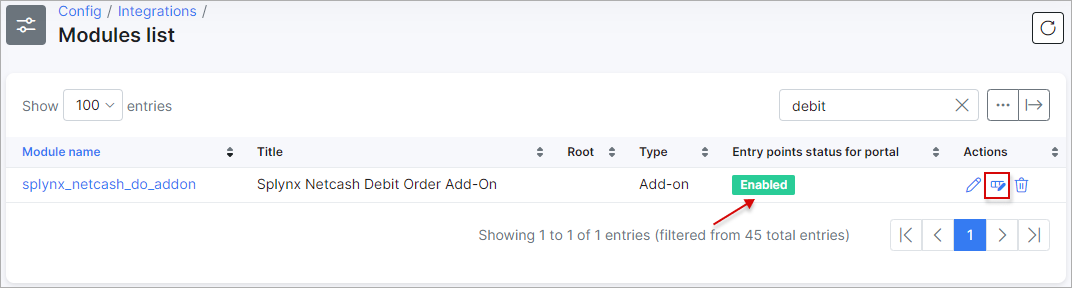 Config / Integrations /
Modules list
Show 100 entries debit
Module name Title Root Type Entry points status for portal Actions
splynx_netcash_do_addon Splynx Netcash Debit Order Add-On Add-on Enabled
Showing 1 to 1 of 1 entries (filtered from 45 total entries) 1